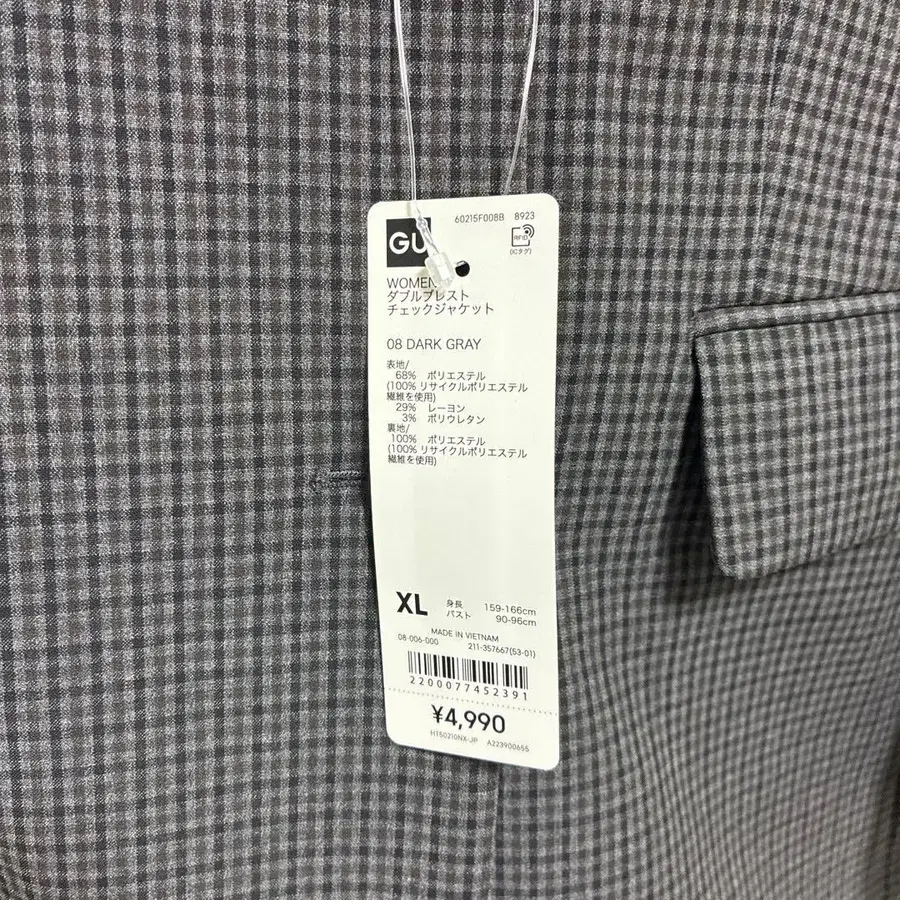 60215F008B 8923
GU
RFID
(ICタグ)
WOMEN
ダブルブレスト
チェックジャケット
08 DARK GRAY
表地/
68% ポリエステル
(100% リサイクルポリエステル
繊維を使用)
29% レーヨン
3% ポリウレタン
裏地/
100% ポリエステル
(100% リサイクルポリエステル
繊維を使用)
XL 身長 159-166cm
バスト 90-96cm
MADE IN VIETNAM
08-006-000 211-357667(53-01)
2200077452391
¥4,990
HTS0210NX-JP A223900655